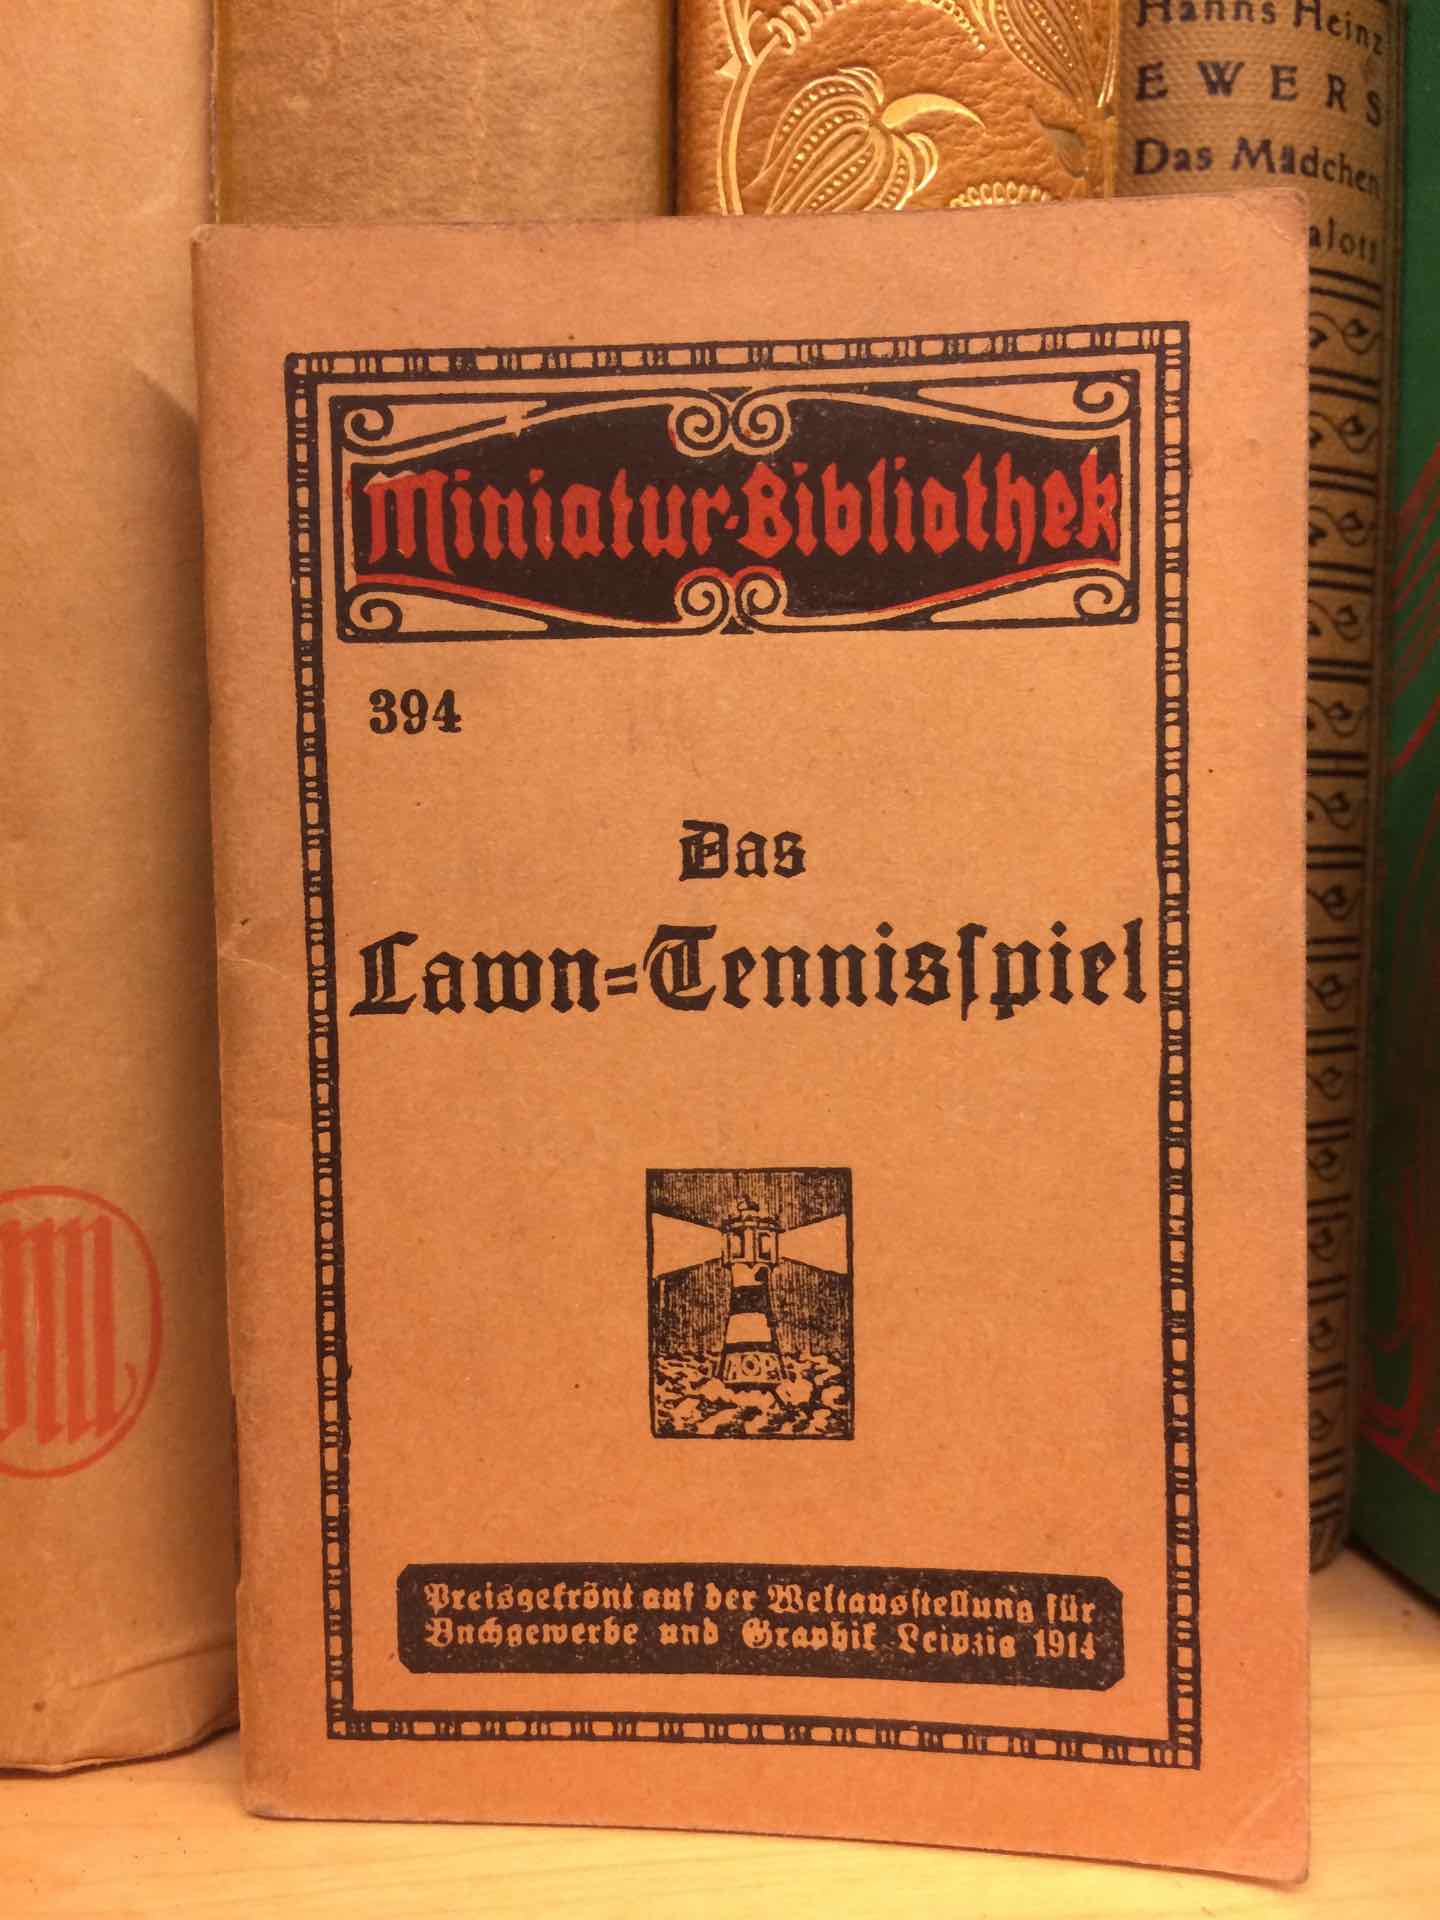 Hanns Heinz
EWERS
Das Mädchen
Miniatur-Bibliothek
394
Das
Lawn=Tennisſpiel
AOP
Preisgekrönt auf der Weltausſtellung für
Buchgewerbe und Graphik Leipzig 1914